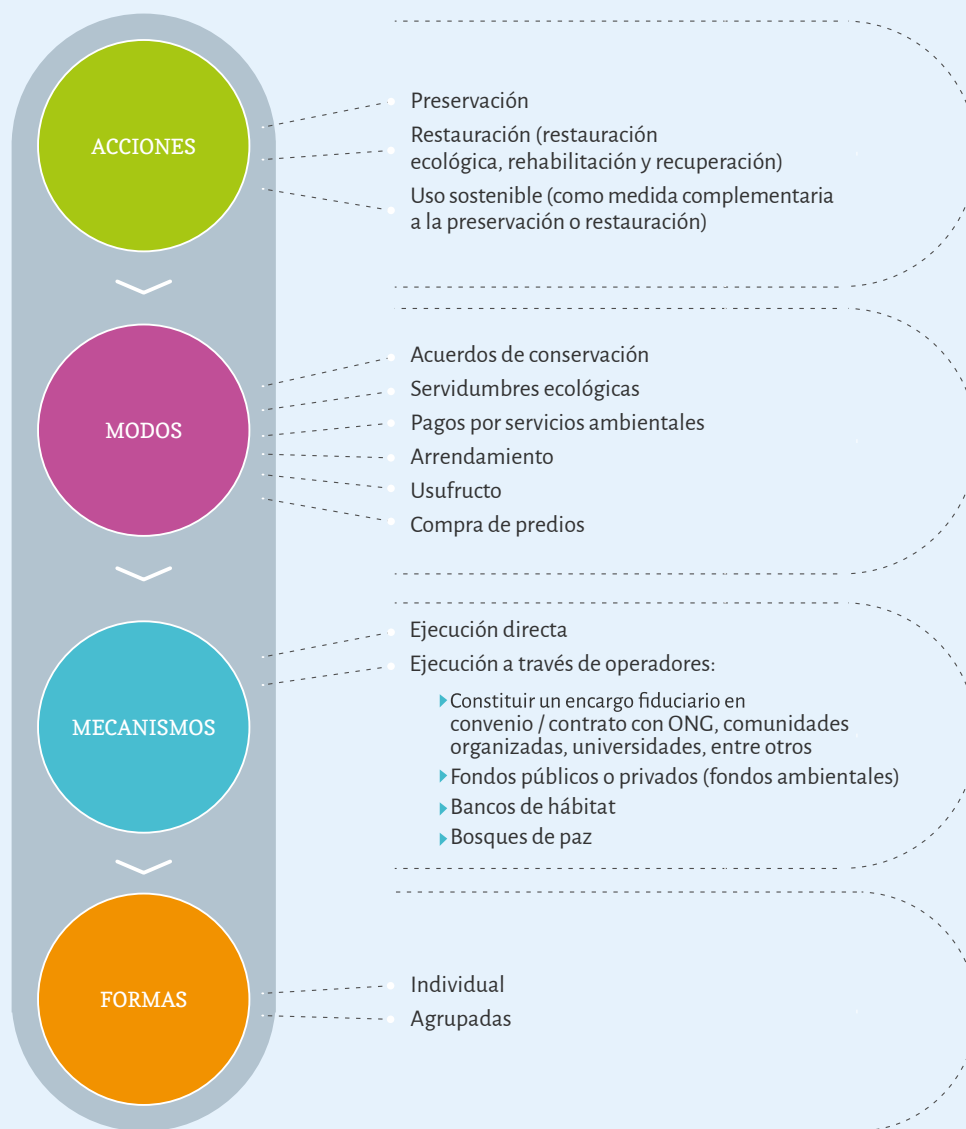 ACCIONES
Preservación
Restauración (restauración
ecológica, rehabilitación y recuperación)
Uso sostenible (como medida complementaria
a la preservación o restauración)
MODOS
Acuerdos de conservación
Servidumbres ecológicas
Pagos por servicios ambientales
Arrendamiento
Usufructo
Compra de predios
MECANISMOS
Ejecución directa
Ejecución a través de operadores:
Constituir un encargo fiduciario en
convenio / contrato con ONG, comunidades
organizadas, universidades, entre otros
Fondos públicos o privados (fondos ambientales)
Bancos de hábitat
Bosques de paz
FORMAS
Individual
Agrupadas